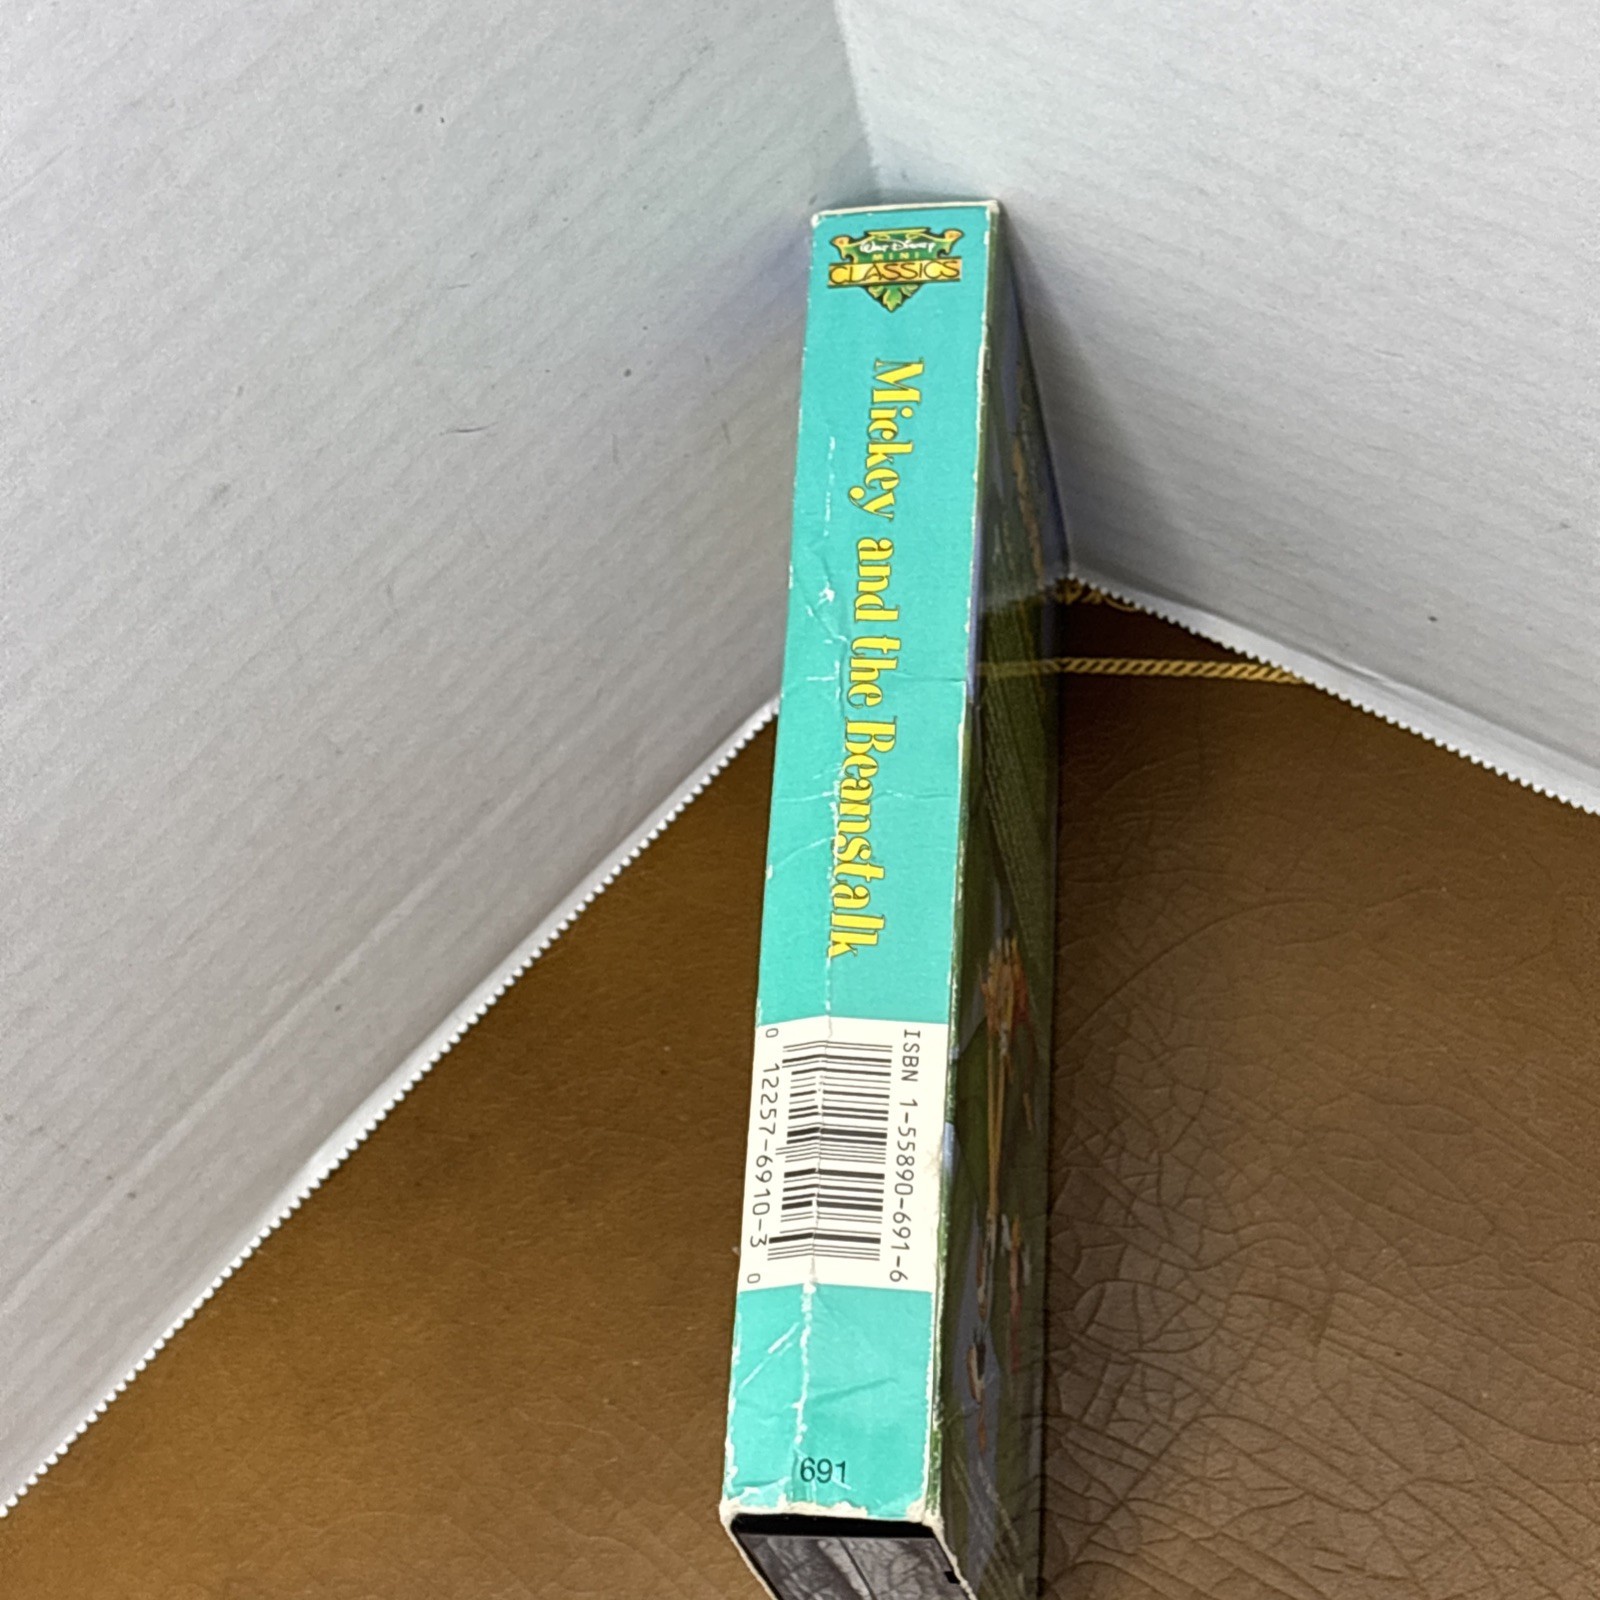 Walt Disney
MINI
CLASSICS
Mickey and the Beanstalk
ISBN 1-55890-691-6
0 12257-6910-3 0
691